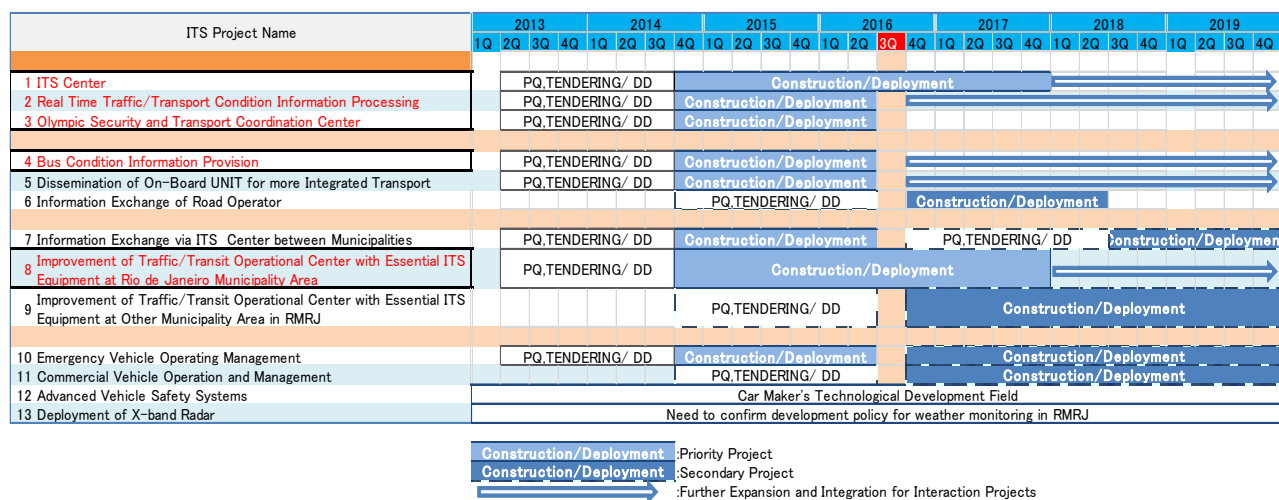 ITS Project Name
2013 2014 2015 2016 2017 2018 2019
1Q 2Q 3Q 4Q 1Q 2Q 3Q 4Q 1Q 2Q 3Q 4Q 1Q 2Q 3Q 4Q 1Q 2Q 3Q 4Q 1Q 2Q 3Q 4Q 1Q 2Q 3Q 4Q
1 ITS Center PQ,TENDERING/ DD Construction/Deployment
2 Real Time Traffic/Transport Condition Information Processing PQ,TENDERING/ DD Construction/Deployment
3 Olympic Security and Transport Coordination Center PQ,TENDERING/ DD Construction/Deployment
4 Bus Condition Information Provision PQ,TENDERING/ DD Construction/Deployment
5 Dissemination of On-Board UNIT for more Integrated Transport PQ,TENDERING/ DD Construction/Deployment
6 Information Exchange of Road Operator PQ,TENDERING/ DD Construction/Deployment
7 Information Exchange via ITS Center between Municipalities PQ,TENDERING/ DD Construction/Deployment PQ,TENDERING/ DD Construction/Deploymen
8 Improvement of Traffic/Transit Operational Center with Essential ITS
Equipment at Rio de Janeiro Municipality Area PQ,TENDERING/ DD Construction/Deployment
9 Improvement of Traffic/Transit Operational Center with Essential ITS
Equipment at Other Municipality Area in RMRJ PQ,TENDERING/ DD Construction/Deployment
10 Emergency Vehicle Operating Management PQ,TENDERING/ DD Construction/Deployment Construction/Deployment
11 Commercial Vehicle Operation and Management PQ,TENDERING/ DD Construction/Deployment
12 Advanced Vehicle Safety Systems Car Maker's Technological Development Field
13 Deployment of X-band Radar Need to confirm development policy for weather monitoring in RMRJ
Construction/Deployment :Priority Project
Construction/Deployment :Secondary Project
:Further Expansion and Integration for Interaction Projects